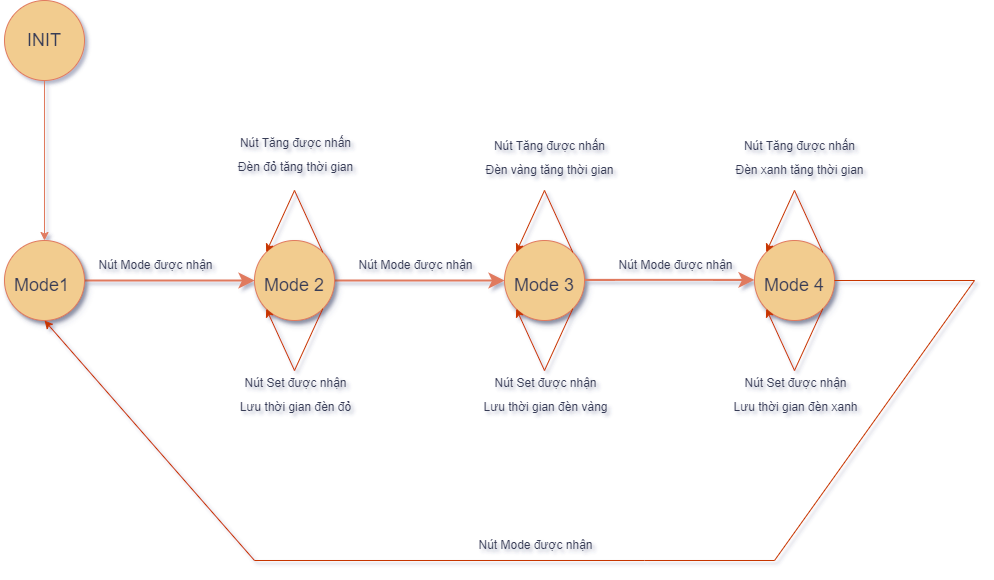 INIT
Nút Tăng được nhấn
Đèn đỏ tăng thời gian
Nút Tăng được nhấn
Đèn vàng tăng thời gian
Nút Tăng được nhấn
Đèn xanh tăng thời gian
Mode1
Nút Mode được nhận
Mode 2
Nút Mode được nhận
Mode 3
Nút Mode được nhận
Mode 4
Nút Set được nhận
Lưu thời gian đèn đỏ
Nút Set được nhận
Lưu thời gian đèn vàng
Nút Set được nhận
Lưu thời gian đèn xanh
Nút Mode được nhận